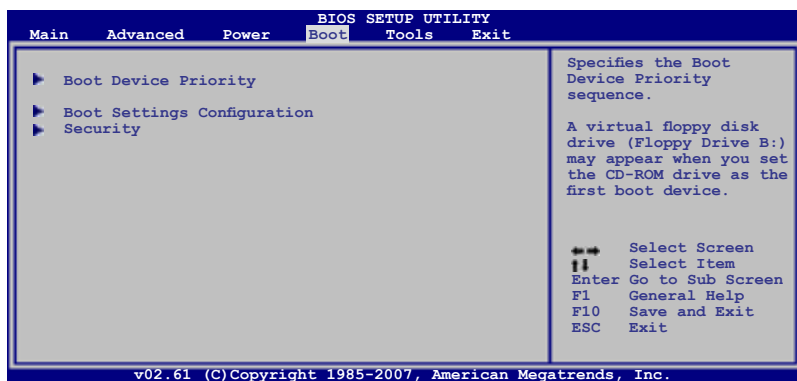 BIOS SETUP UTILITY
Main Advanced Power Boot Tools Exit
Boot Device Priority
Boot Settings Configuration
Security
Specifies the Boot
Device Priority
sequence.
A virtual floppy disk
drive (Floppy Drive B:)
may appear when you set
the CD-ROM drive as the
first boot device.
Select Screen
Select Item
Enter Go to Sub Screen
F1 General Help
F10 Save and Exit
ESC Exit
v02.61 (C)Copyright 1985-2007, American Megatrends, Inc.